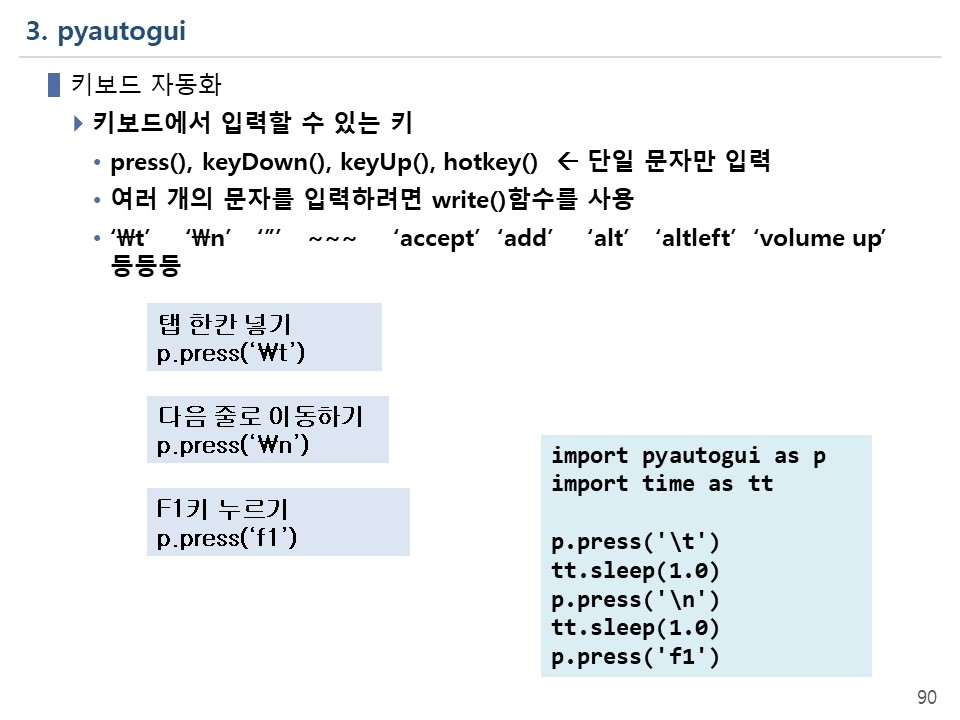 3. pyautogui
키보드 자동화
키보드에서 입력할 수 있는 키
• press(), keyDown(), keyUp(), hotkey() ← 단일 문자만 입력
• 여러 개의 문자를 입력하려면 write()함수를 사용
• ‘₩t’ ‘₩n’ ‘”’ ~~~ ‘accept’ ‘add’ ‘alt’ ‘altleft’ ‘volume up’
등등등
탭 한칸 넣기
p.press(‘₩t’)
다음 줄로 이동하기
p.press(‘₩n’)
F1키 누르기
p.press(‘f1’)
import pyautogui as p
import time as tt
p.press('\t')
tt.sleep(1.0)
p.press('\n')
tt.sleep(1.0)
p.press('f1')
90